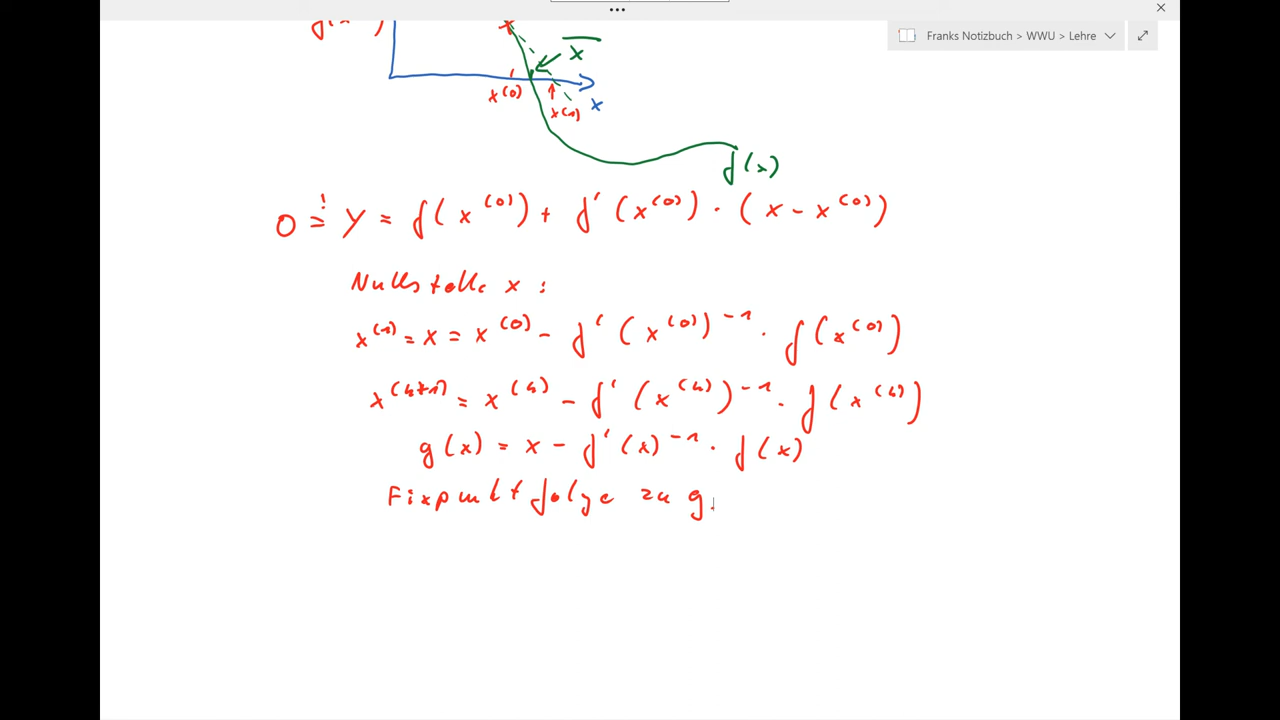 Franks Notizbuch > WWU > Lehre
x̄
x^(0)
x^(1)
x
f(x)
0 =! y = f(x^(0)) + f'(x^(0)) · (x - x^(0))
Nullstelle x :
x^(1) = x = x^(0) - f'(x^(0))^-1 · f(x^(0))
x^(k+1) = x^(k) - f'(x^(k))^-1 · f(x^(k))
g(x) = x - f'(x)^-1 · f(x)
Fixpunktfolge zu g.